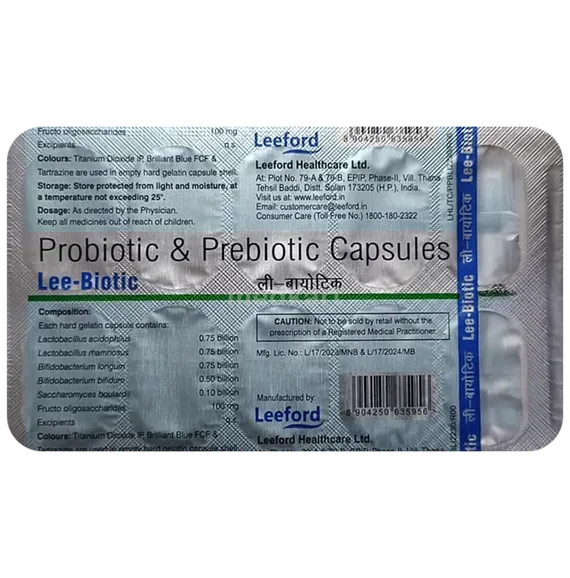 Fructo oligosaccharides 100 mg
Excipients q.s.
Colours: Titanium Dioxide IP, Brilliant Blue FCF &
Tartrazine are used in empty hard gelatin capsule shell.
Storage: Store protected from light and moisture, at
a temperature not exceeding 25°.
Dosage: As directed by the Physician.
Keep all medicines out of reach of children.
8 904250 635956
Leeford
Leeford Healthcare Ltd.
At: Plot No. 79-A & 79-B, EPIP, Phase-II, Vill. Thana,
Tehsil Baddi, Distt. Solan 173205 (H.P.), India.
Visit us at: www.leeford.in
Email: customercare@leeford.in
Consumer Care (Toll-Free No.) 1800-180-2322
Probiotic & Prebiotic Capsules
Lee-Biotic ली-बायोटिक
medkart
Composition:
Each hard gelatin capsule contains:
Lactobacillus acidophilus 0.75 billion
Lactobacillus rhamnosus 0.75 billion
Bifidobacterium longum 0.75 billion
Bifidobacterium bifidum 0.50 billion
Saccharomyces boulardii 0.10 billion
Fructo oligosaccharides 100 mg
Excipients q.s.
Colours: Titanium Dioxide IP, Brilliant Blue FCF &
Tartrazine are used in empty hard gelatin capsule shell.
CAUTION: Not to be sold by retail without the
prescription of a Registered Medical Practitioner.
Mfg. Lic. No.: L/17/2023/MNB & L/17/2024/MB
Manufactured by:
Leeford
Leeford Healthcare Ltd.
8 904250 635956
Lee-Biotic ली-बायोटिक Lee-Biotic ली-बायोटिक Lee-Biot